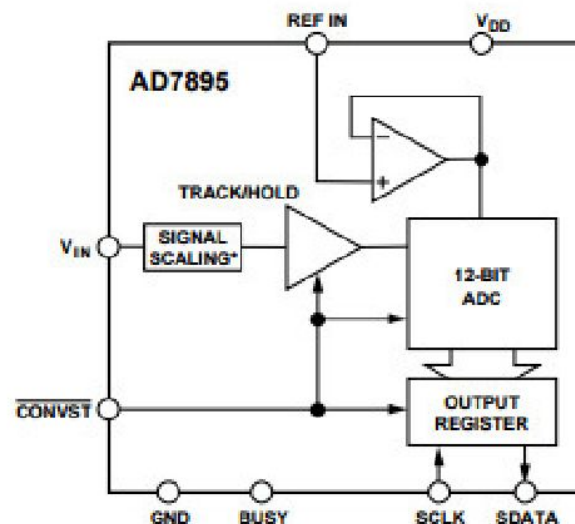 REF IN
VDD
AD7895
TRACK/HOLD
VIN
SIGNAL
SCALING*
12-BIT
ADC
CONVST
OUTPUT
REGISTER
GND
BUSY
SCLK
SDATA